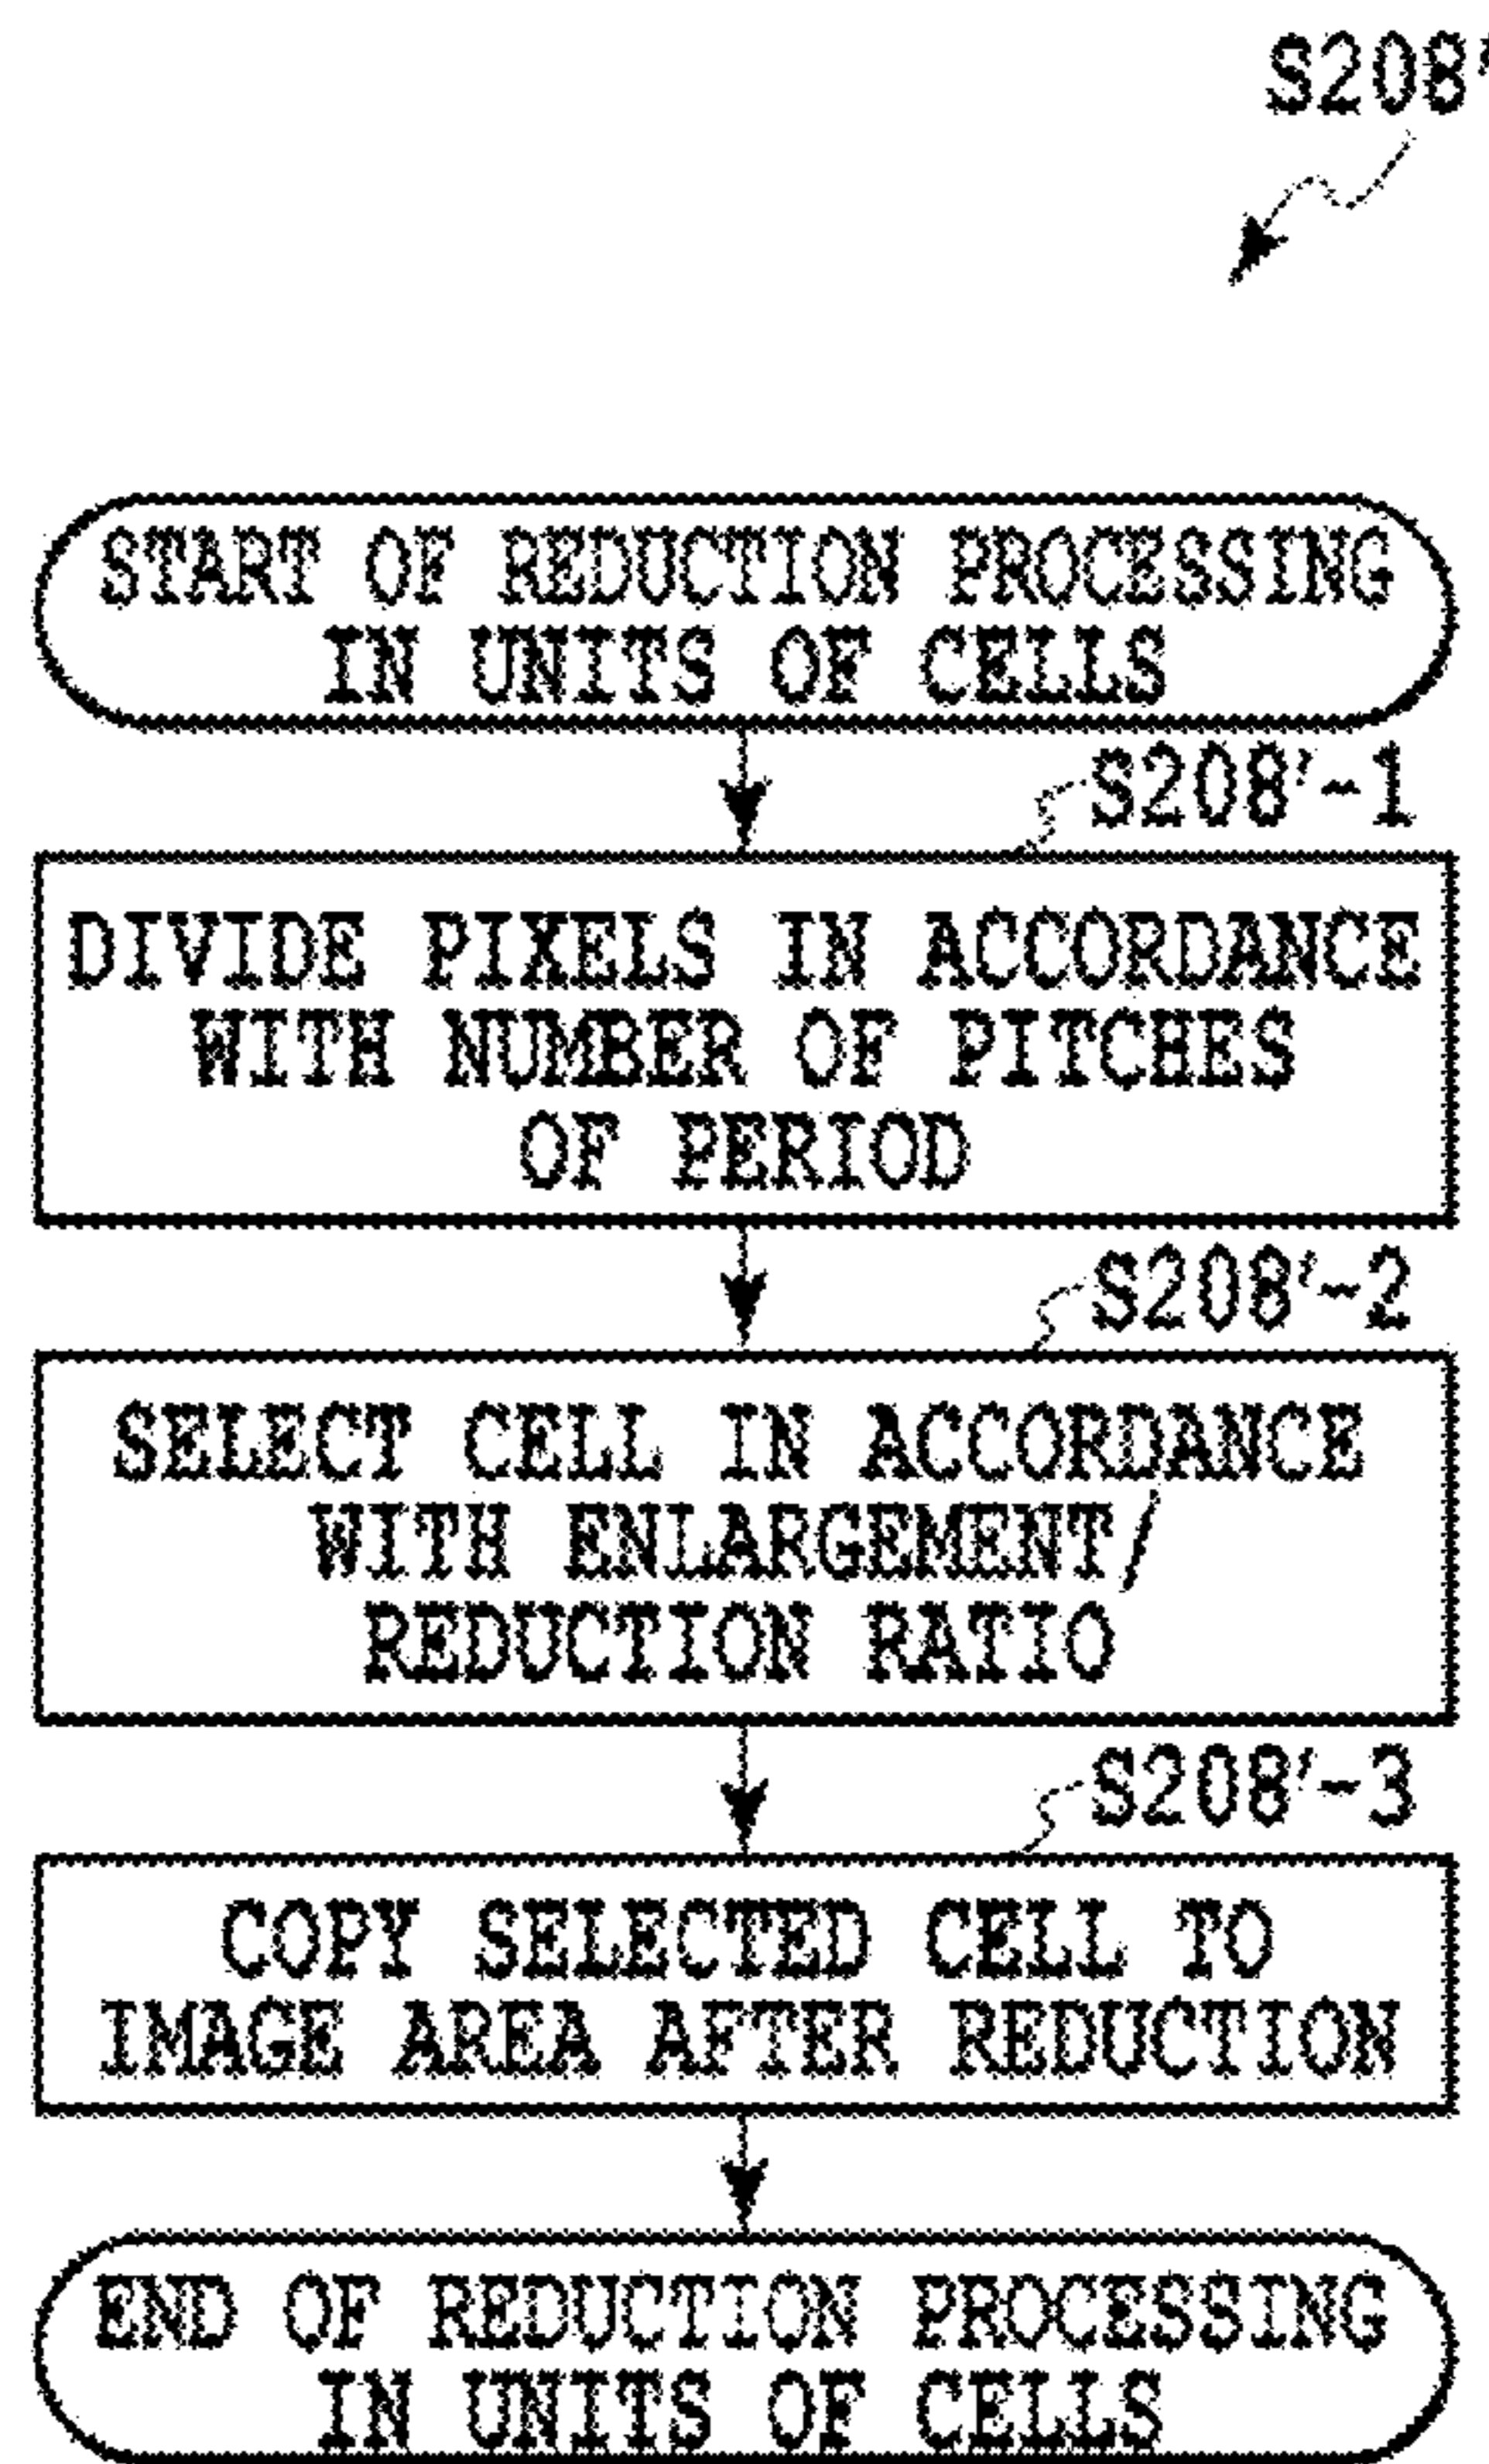 S208'
START OF REDUCTION PROCESSING
IN UNITS OF CELLS
S208'-1
DIVIDE PIXELS IN ACCORDANCE
WITH NUMBER OF PITCHES
OF PERIOD
S208'-2
SELECT CELL IN ACCORDANCE
WITH ENLARGEMENT/
REDUCTION RATIO
S208'-3
COPY SELECTED CELL TO
IMAGE AREA AFTER REDUCTION
END OF REDUCTION PROCESSING
IN UNITS OF CELLS